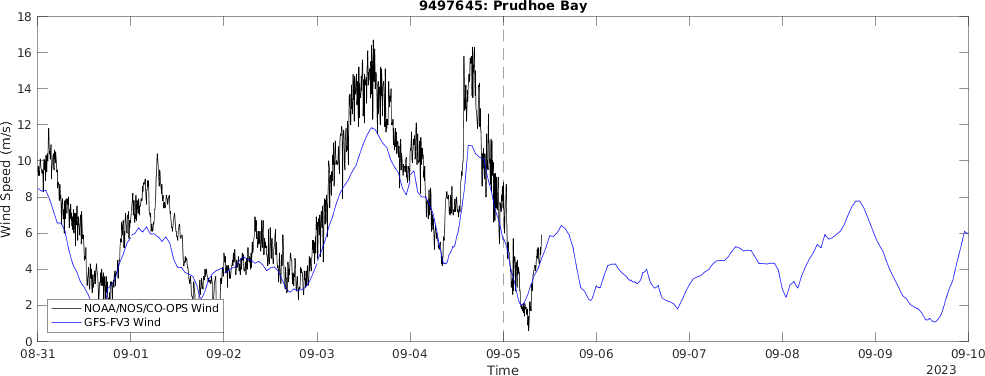 9497645: Prudhoe Bay
Wind Speed (m/s)
18
16
14
12
10
8
6
4
2
0
NOAA/NOS/CO-OPS Wind
GFS-FV3 Wind
08-31 09-01 09-02 09-03 09-04 09-05 09-06 09-07 09-08 09-09 09-10
Time
2023